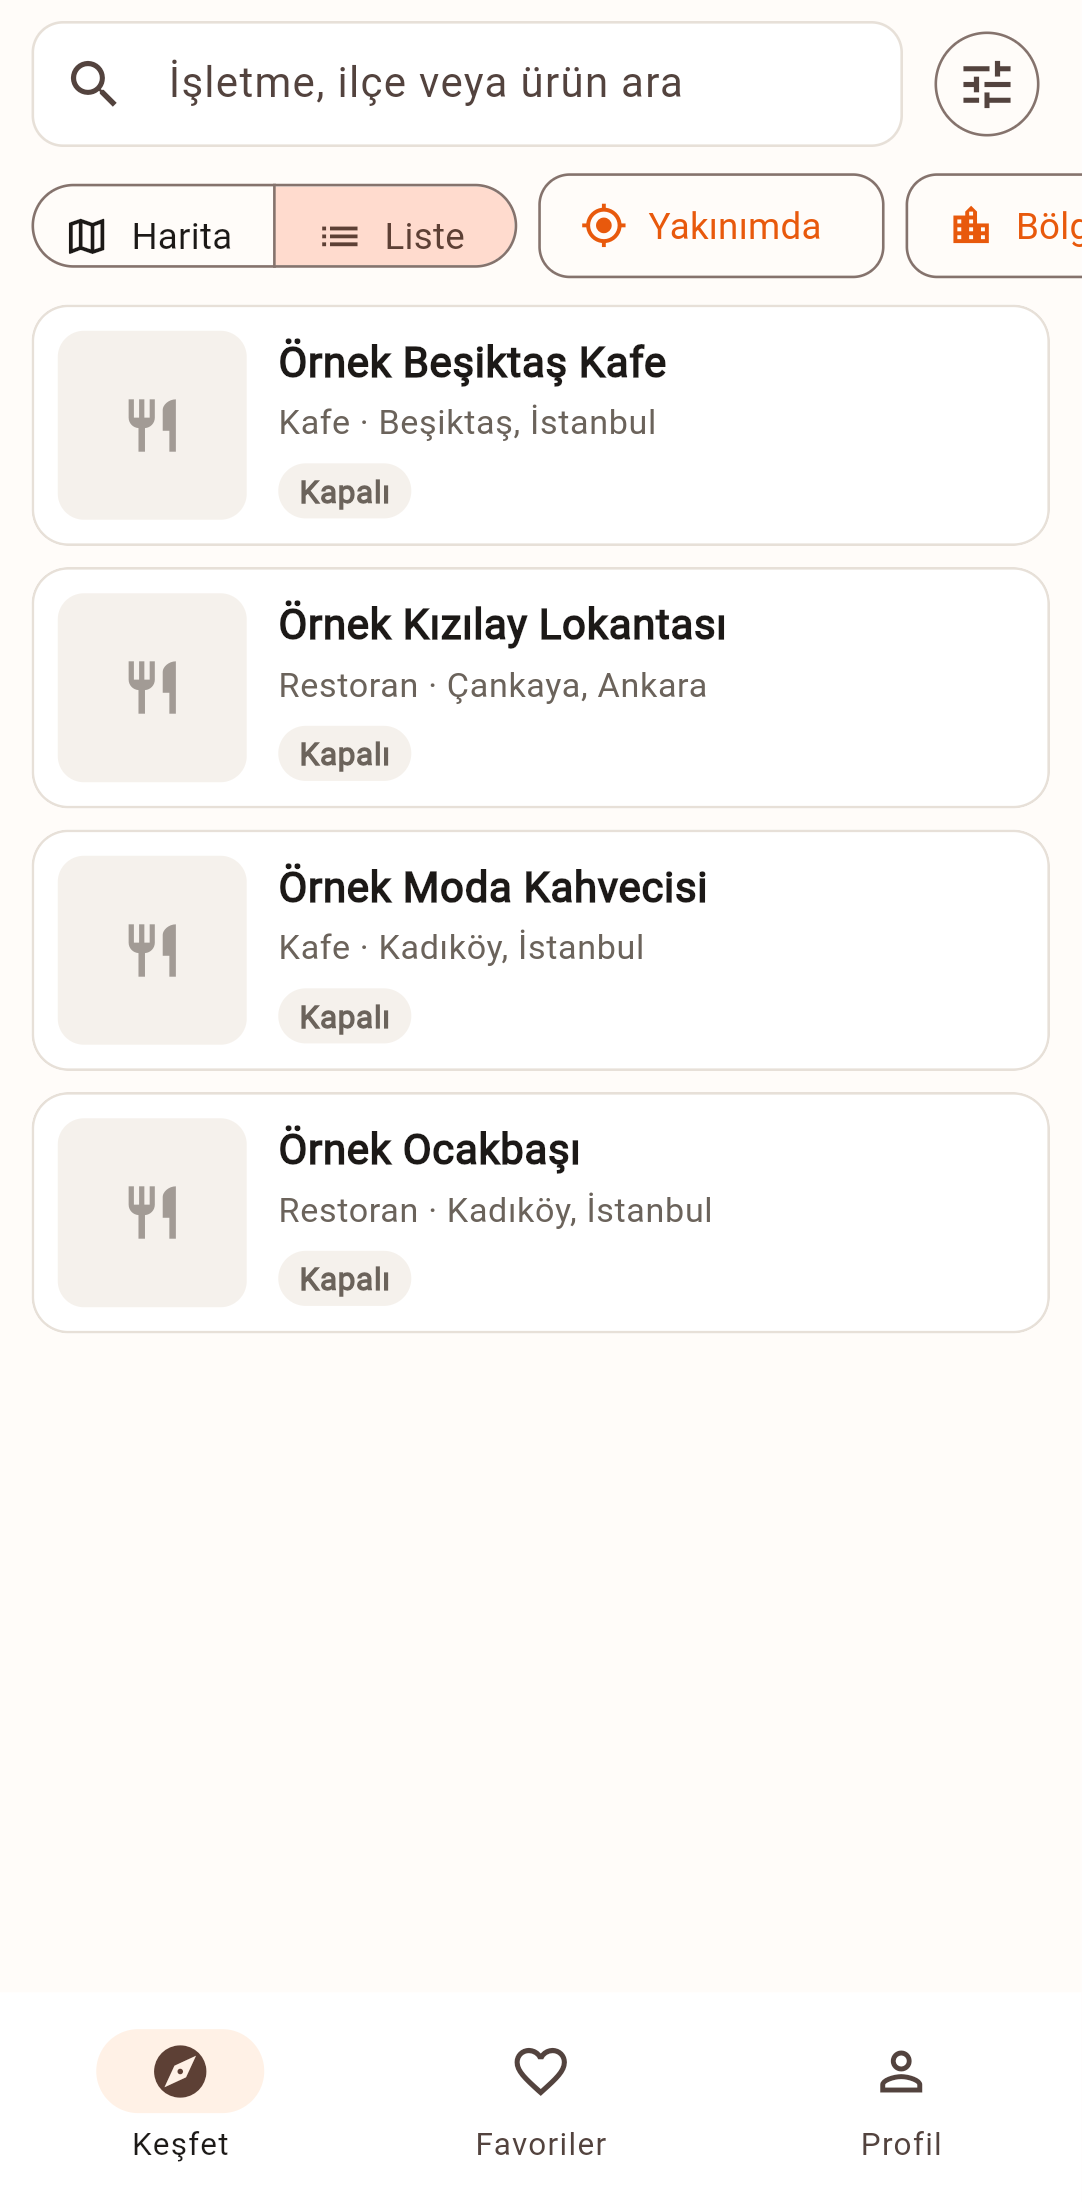 İşletme, ilçe veya ürün ara
Harita
Liste
Yakınımda
Örnek Beşiktaş Kafe
Kafe · Beşiktaş, İstanbul
Kapalı
Örnek Kızılay Lokantası
Restoran · Çankaya, Ankara
Kapalı
Örnek Moda Kahvecisi
Kafe · Kadıköy, İstanbul
Kapalı
Örnek Ocakbaşı
Restoran · Kadıköy, İstanbul
Kapalı
Keşfet
Favoriler
Profil